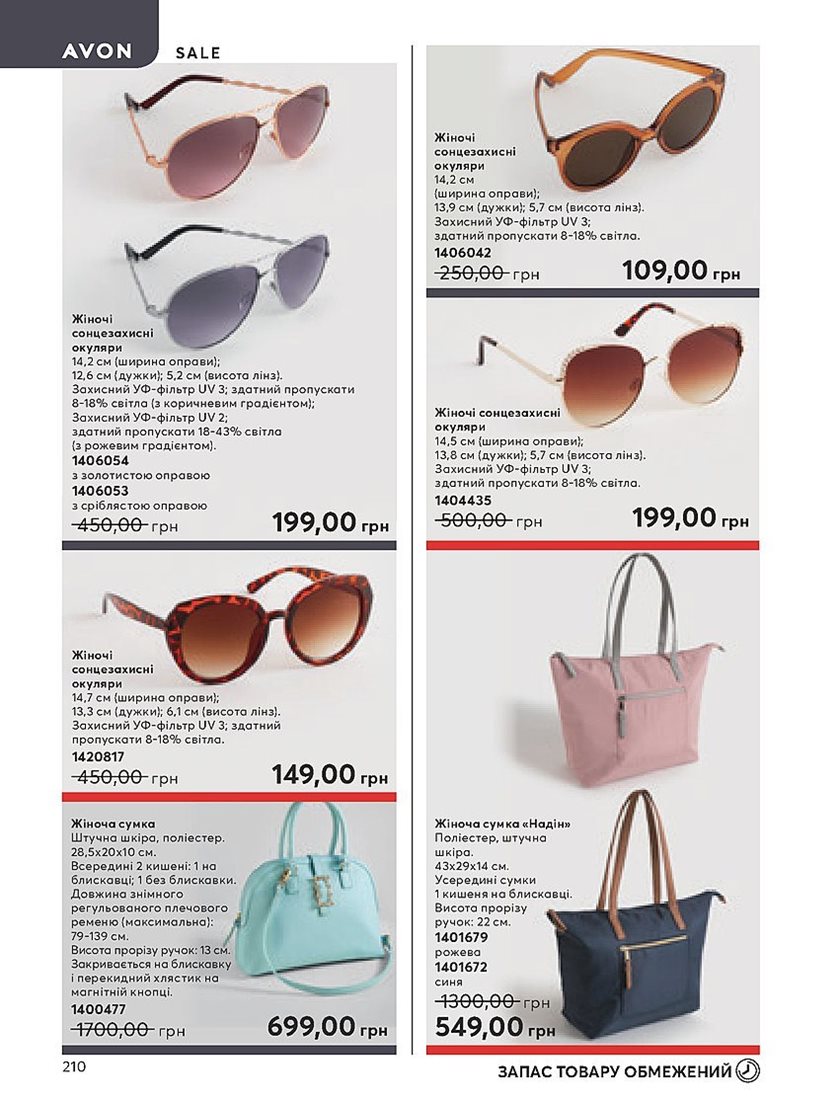 AVON SALE
Жіночі
сонцезахисні
окуляри
14,2 см (ширина оправи);
12,6 см (дужки); 5,2 см (висота лінз).
Захисний УФ-фільтр UV 3; здатний пропускати
8-18% світла (з коричневим градієнтом);
Захисний УФ-фільтр UV 2;
здатний пропускати 18-43% світла
(з рожевим градієнтом).
1406054
з золотистою оправою
1406053
з сріблястою оправою
450,00 грн 199,00 грн
Жіночі
сонцезахисні
окуляри
14,7 см (ширина оправи);
13,3 см (дужки); 6,1 см (висота лінз).
Захисний УФ-фільтр UV 3; здатний
пропускати 8-18% світла.
1420817
450,00 грн 149,00 грн
Жіноча сумка
Штучна шкіра, поліестер.
28,5х20х10 см.
Всередині 2 кишені: 1 на
блискавці; 1 без блискавки.
Довжина знімного
регульованого плечового
ременю (максимальна):
79-139 см.
Висота прорізу ручок: 13 см.
Закривається на блискавку
і перекидний хлястик на
магнітній кнопці.
1400477
1700,00 грн 699,00 грн
Жіночі
сонцезахисні
окуляри
14,2 см
(ширина оправи);
13,9 см (дужки); 5,7 см (висота лінз).
Захисний УФ-фільтр UV 3;
здатний пропускати 8-18% світла.
1406042
250,00 грн 109,00 грн
Жіночі сонцезахисні
окуляри
14,5 см (ширина оправи);
13,8 см (дужки); 5,7 см (висота лінз).
Захисний УФ-фільтр UV 3;
здатний пропускати 8-18% світла.
1404435
500,00 грн 199,00 грн
Жіноча сумка «Надін»
Поліестер, штучна
шкіра.
43х29х14 см.
Усередині сумки
1 кишеня на блискавці.
Висота прорізу
ручок: 22 см.
1401679
рожева
1401672
синя
1300,00 грн
549,00 грн
210
ЗАПАС ТОВАРУ ОБМЕЖЕНИЙ